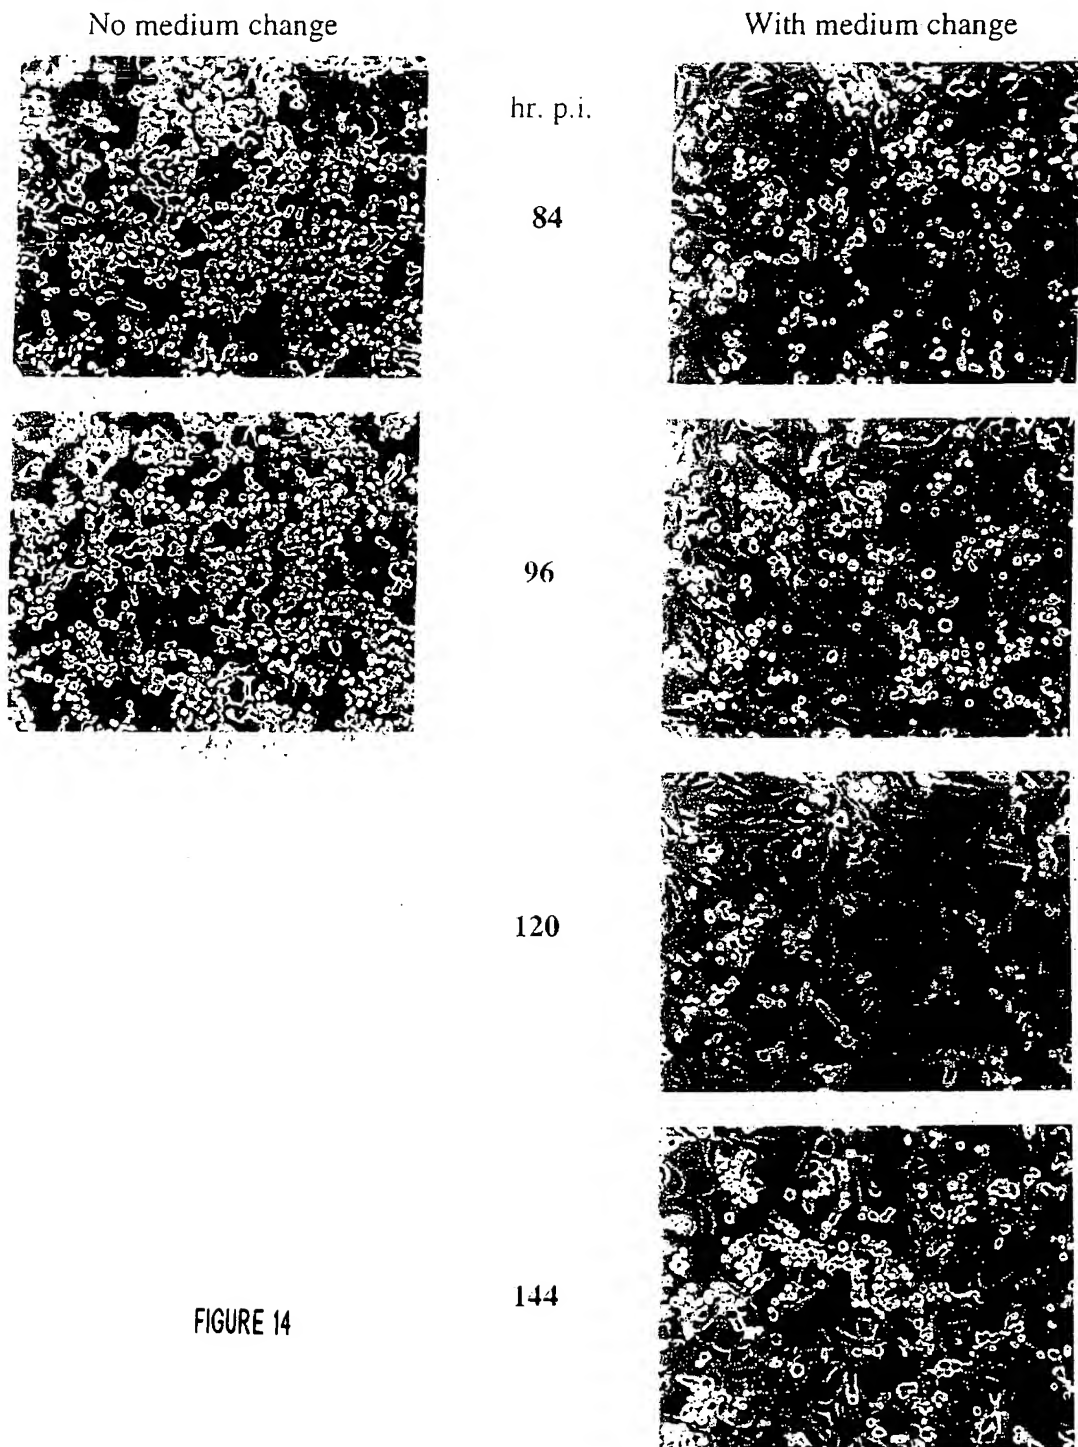 No medium change
With medium change
hr. p.i.
84
96
120
144
FIGURE 14